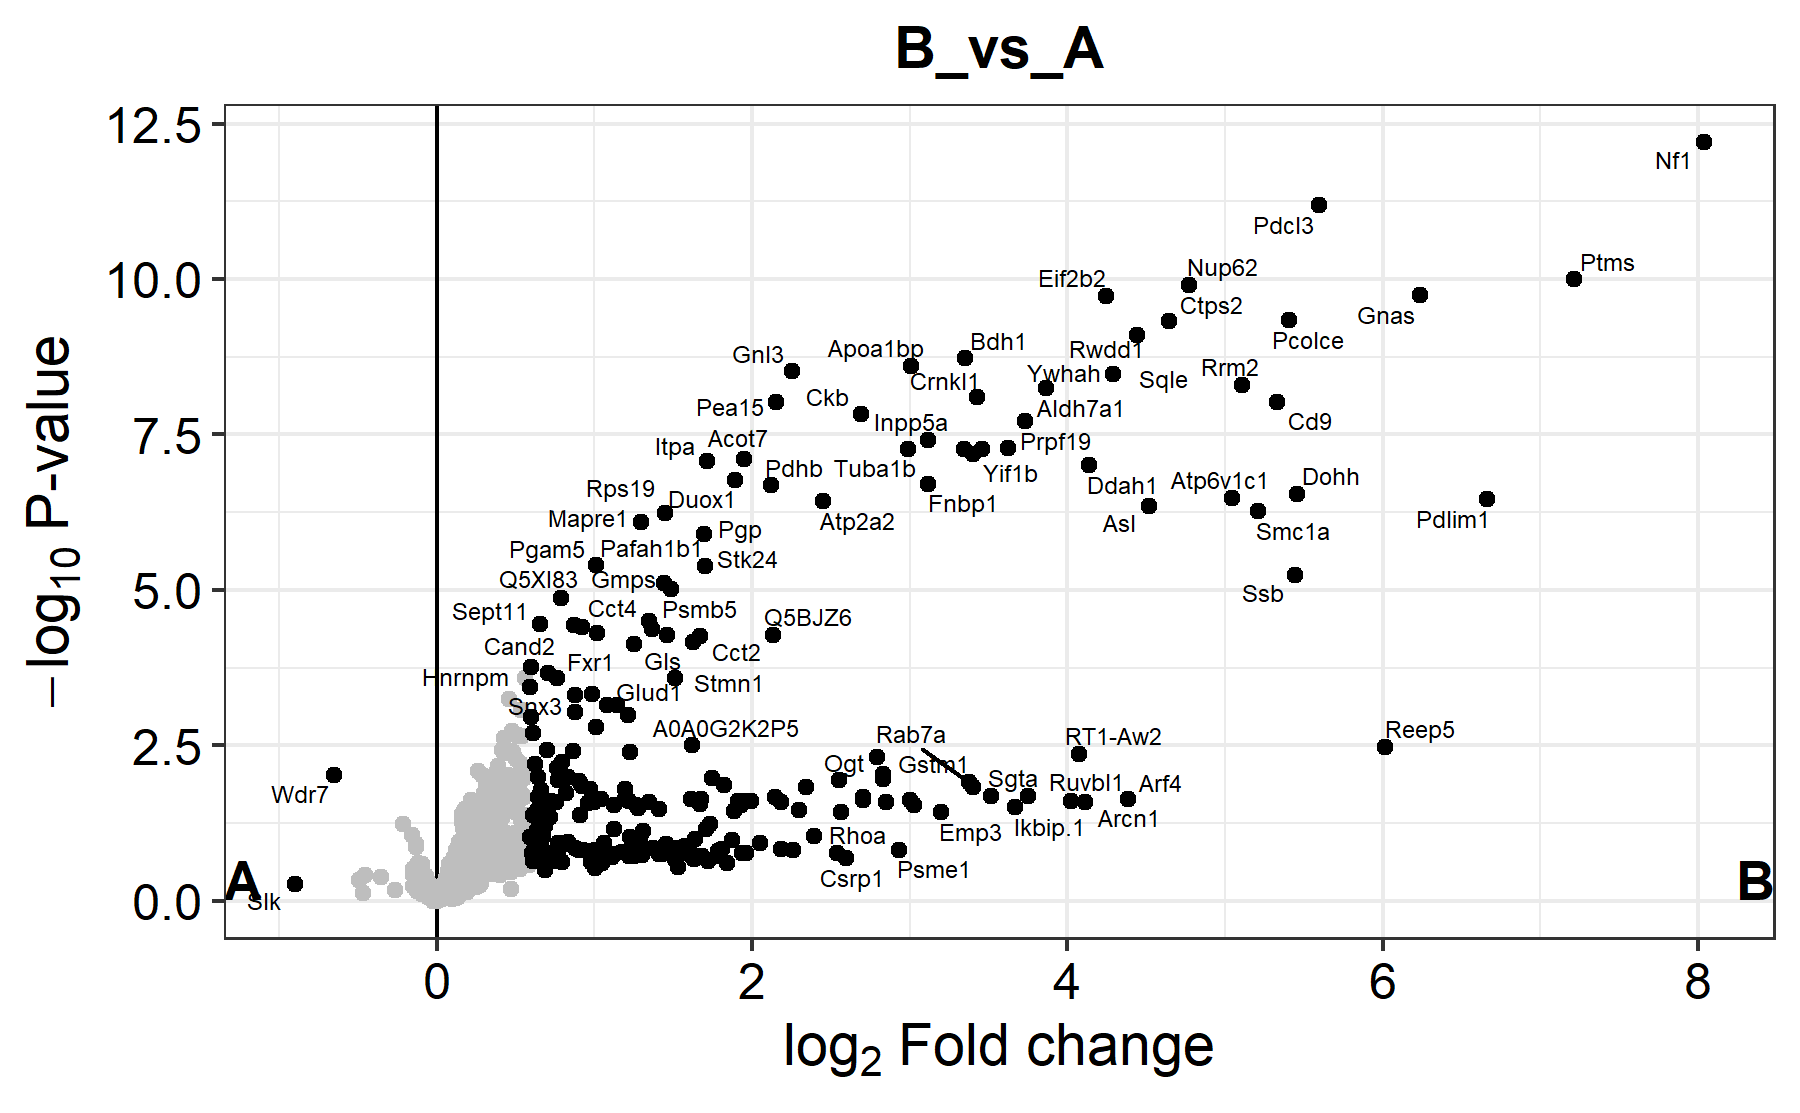 B_vs_A
12.5
10.0
7.5
5.0
2.5
0.0
−log10 P-value
Nf1
Pdcl3
Ptms
Nup62
Eif2b2
Ctps2
Gnas
Pcolce
Bdh1
Apoa1bp
Rwdd1
Gnl3
Rrm2
Ywhah
Sqle
Crnkl1
Ckb
Pea15
Aldh7a1
Cd9
Inpp5a
Acot7
Itpa
Prpf19
Pdhb
Tuba1b
Yif1b
Dohh
Atp6v1c1
Ddah1
Rps19
Duox1
Fnbp1
Mapre1
Atp2a2
Asl
Pdlim1
Pgp
Smc1a
Pgam5
Pafah1b1
Stk24
Q5XI83
Gmps
Ssb
Sept11
Cct4
Psmb5
Q5BJZ6
Cand2
Cct2
Fxr1
Gls
Hnrnpm
Stmn1
Glud1
Snx3
A0A0G2K2P5
Rab7a
RT1-Aw2
Reep5
Ogt
Gstm1
Sgta
Ruvbl1
Arf4
Wdr7
Arcn1
Ikbip.1
Emp3
Rhoa
Psme1
Csrp1
A
B
Slk
0
2
4
6
8
log2 Fold change